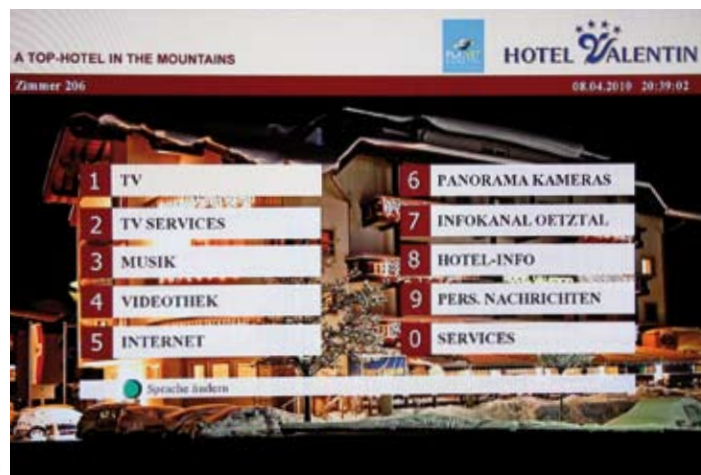 A TOP-HOTEL IN THE MOUNTAINS
HOTEL VALENTIN
Zimmer 206
08.04.2010 20:39:02
1 TV
2 TV SERVICES
3 MUSIK
4 VIDEOTHEK
5 INTERNET
6 PANORAMA KAMERAS
7 INFOKANAL OETZTAL
8 HOTEL-INFO
9 PERS. NACHRICHTEN
0 SERVICES
Sprache ändern